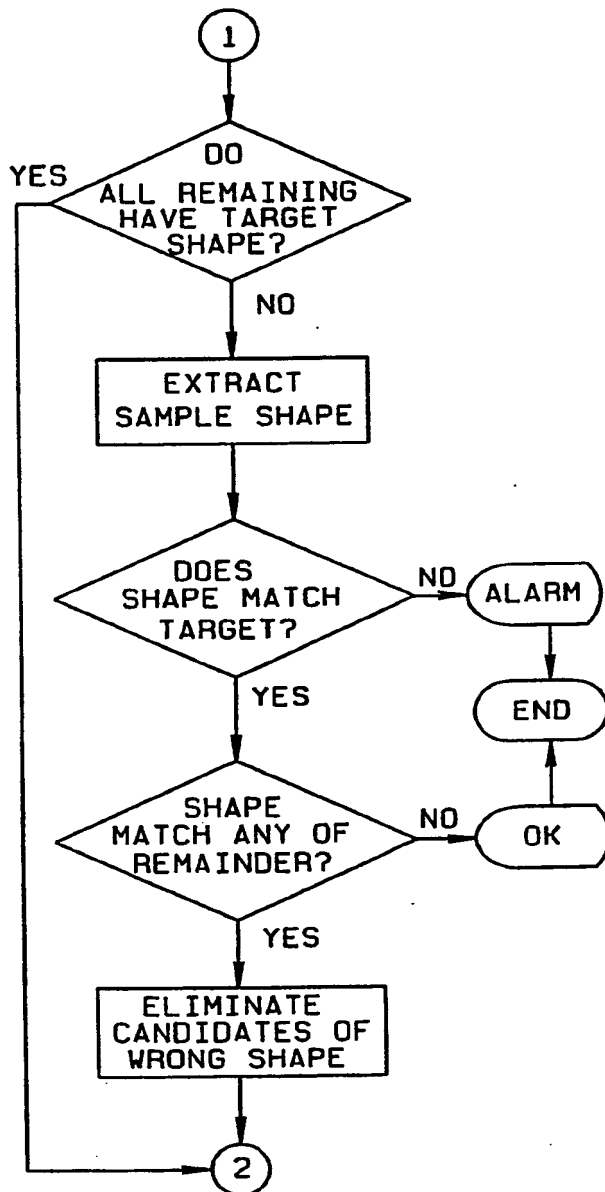 1
DO
ALL REMAINING
HAVE TARGET
SHAPE?
YES
NO
EXTRACT
SAMPLE SHAPE
DOES
SHAPE MATCH
TARGET?
NO
ALARM
YES
END
SHAPE
MATCH ANY OF
REMAINDER?
NO
OK
YES
ELIMINATE
CANDIDATES OF
WRONG SHAPE
2